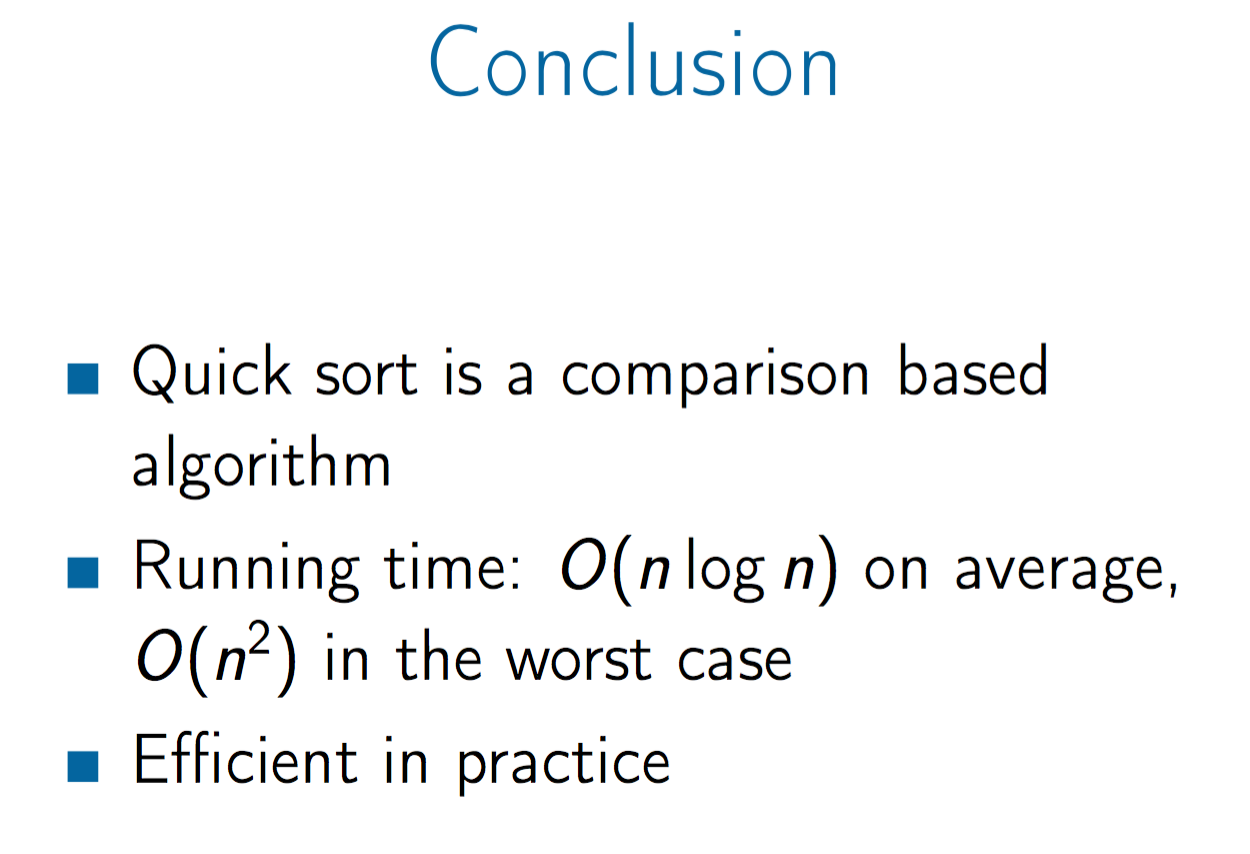 Conclusion
■ Quick sort is a comparison based
algorithm
■ Running time: O(n log n) on average,
O(n²) in the worst case
■ Efficient in practice